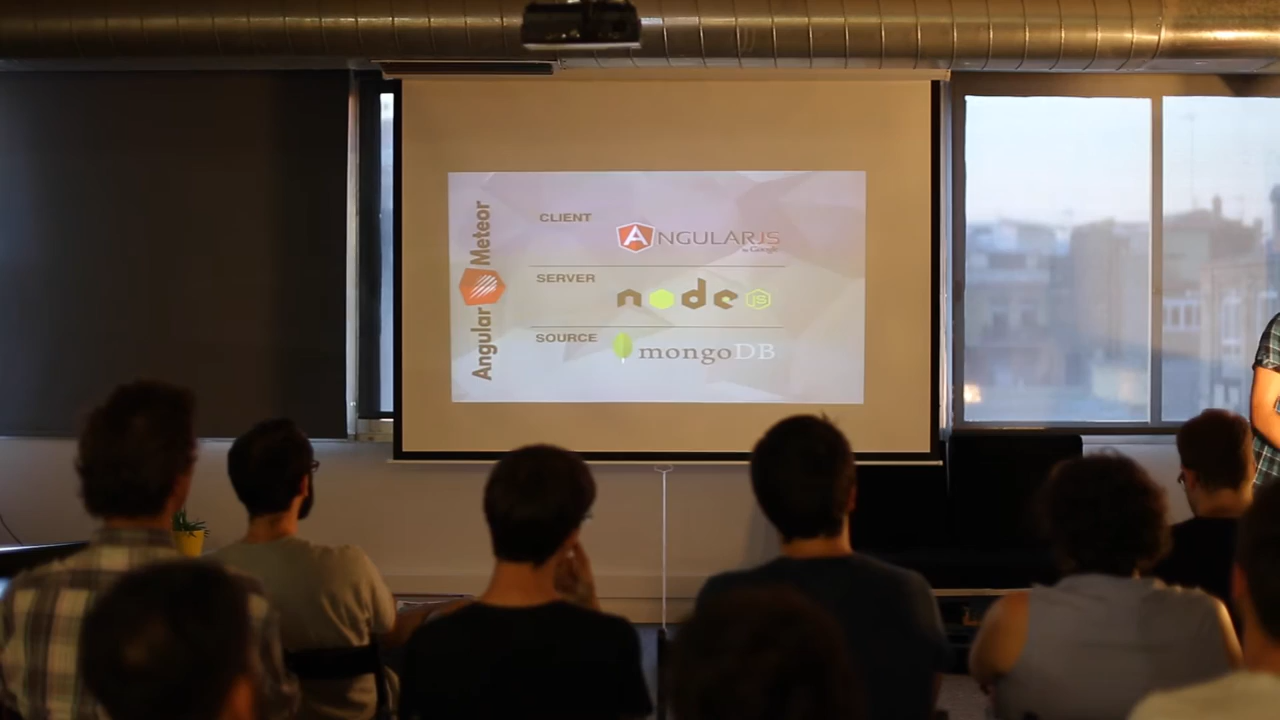 Angular Meteor
CLIENT
ANGULARJS
by Google
SERVER
node
JS
SOURCE
mongoDB